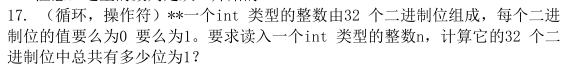 17. （循环，操作符）**一个int 类型的整数由32 个二进制位组成，每个二进
制位的值要么为0 要么为1。要求读入一个int 类型的整数n，计算它的32 个二
进制位中总共有多少位为1？